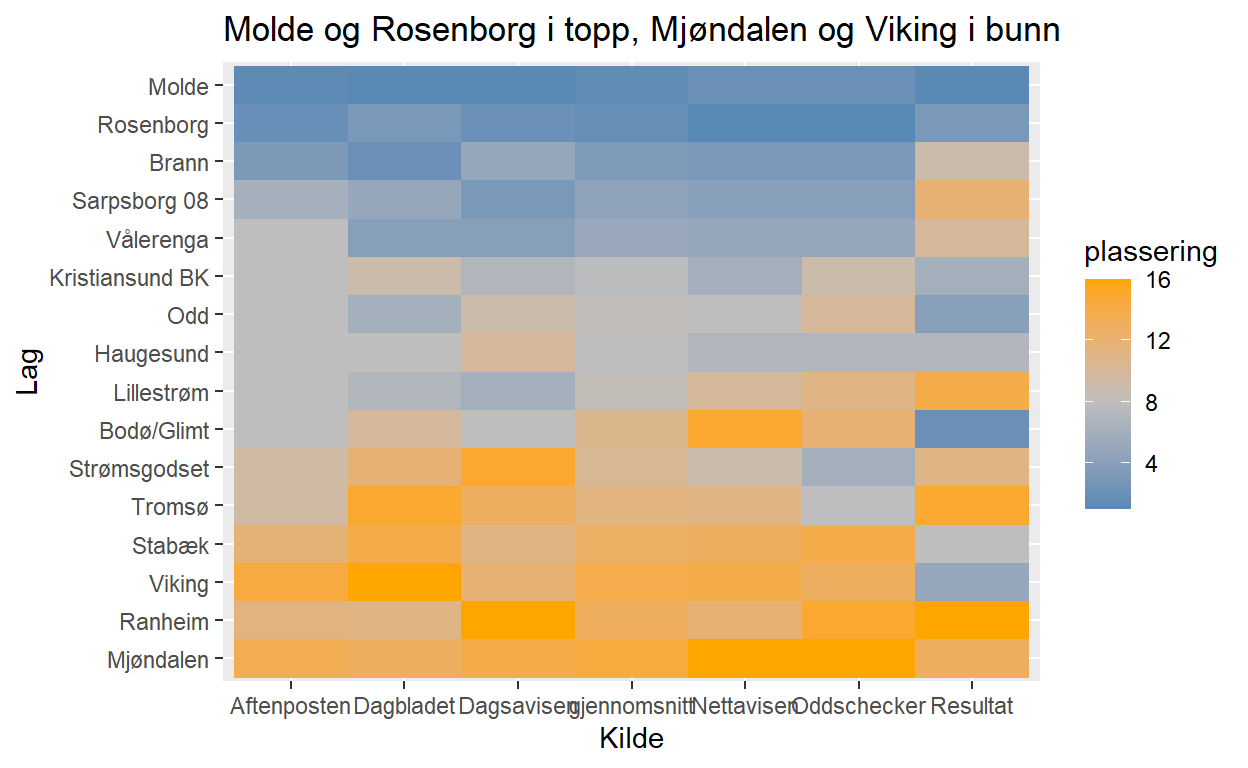 Molde og Rosenborg i topp, Mjøndalen og Viking i bunn
Lag
Molde
Rosenborg
Brann
Sarpsborg 08
Vålerenga
Kristiansund BK
Odd
Haugesund
Lillestrøm
Bodø/Glimt
Strømsgodset
Tromsø
Stabæk
Viking
Ranheim
Mjøndalen
Aftenposten Dagbladet Dagsavisen gjennomsnitt Nettavisen Oddschecker Resultat
Kilde
plassering
16
12
8
4